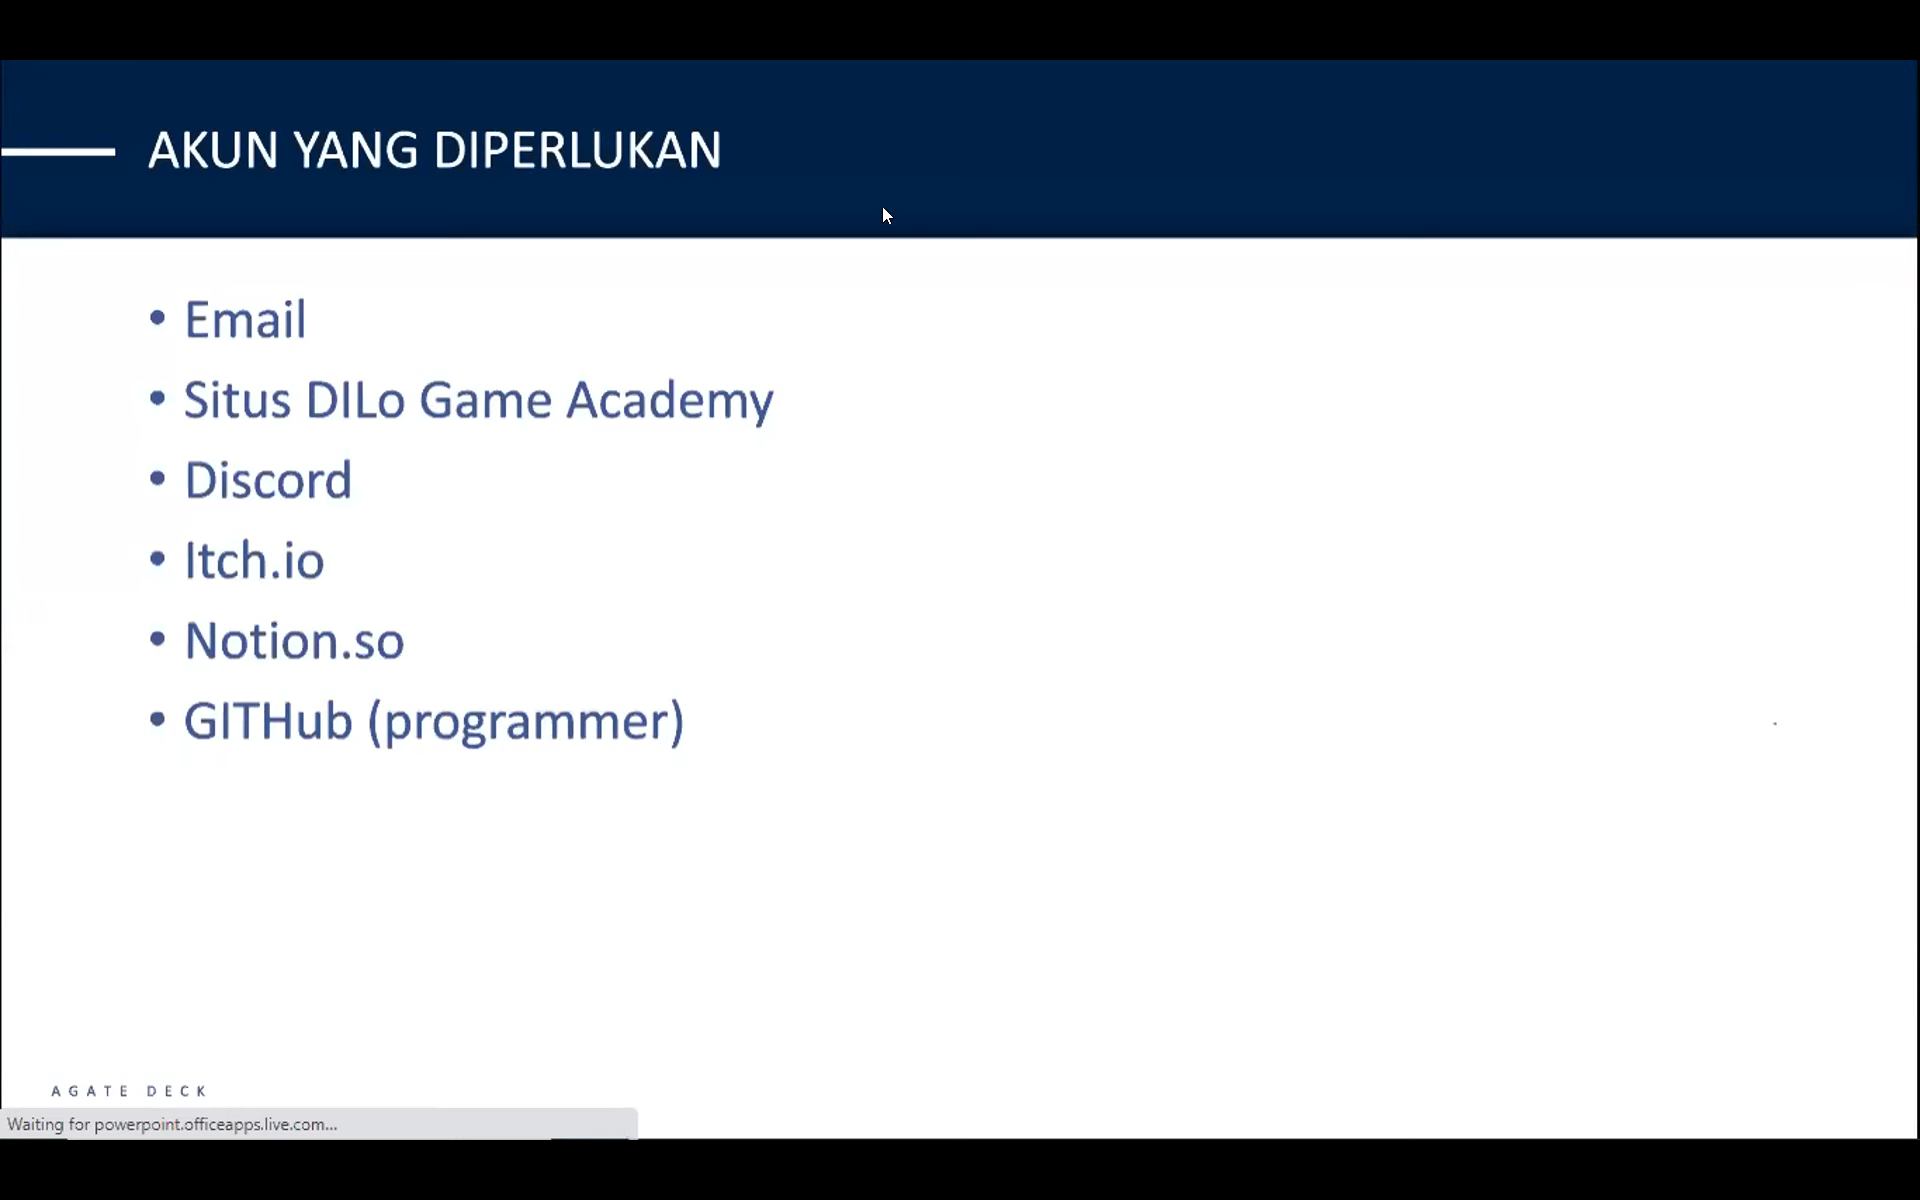 AKUN YANG DIPERLUKAN
• Email
• Situs DILo Game Academy
• Discord
• Itch.io
• Notion.so
• GITHub (programmer)
AGATE DECK
Waiting for powerpoint.officeapps.live.com...